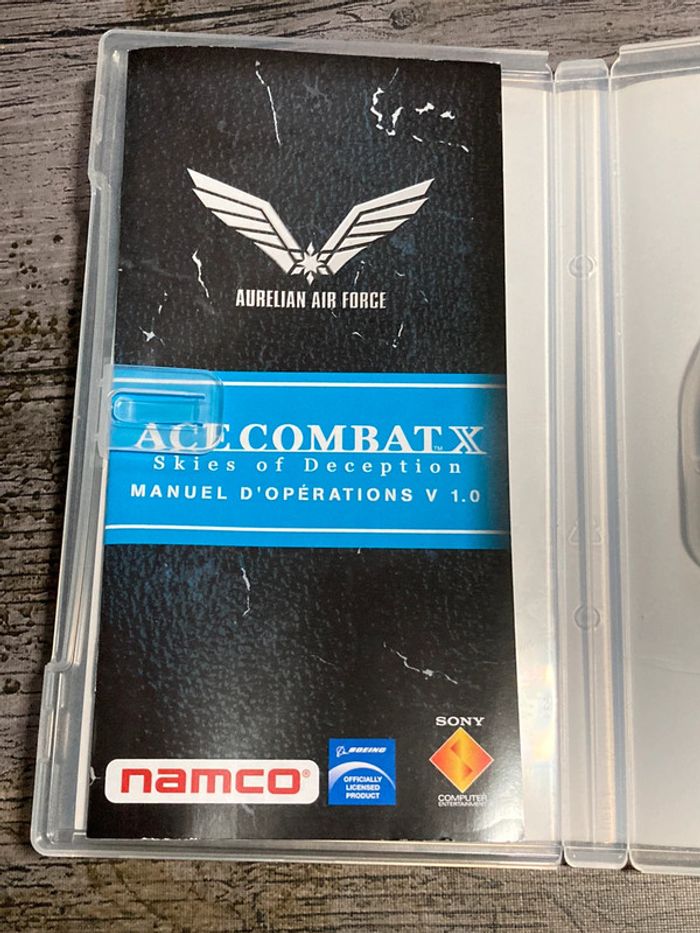 AURELIAN AIR FORCE
ACE COMBAT™ X
Skies of Deception
MANUEL D'OPÉRATIONS V 1.0
namco®
BOEING
OFFICIALLY
LICENSED
PRODUCT
SONY
COMPUTER
ENTERTAINMENT